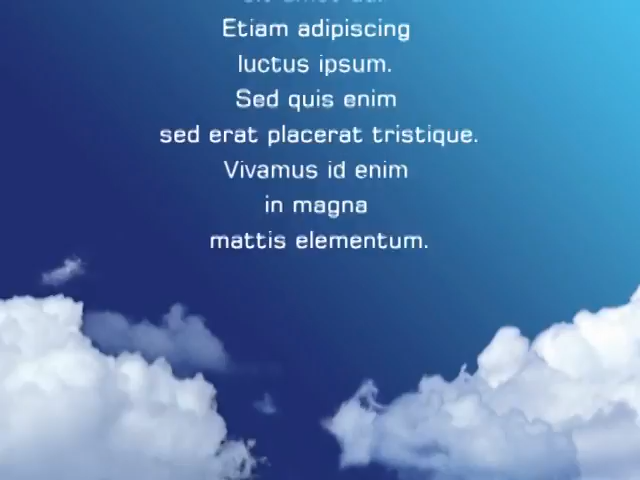 Etiam adipiscing
luctus ipsum.
Sed quis enim
sed erat placerat tristique.
Vivamus id enim
in magna
mattis elementum.